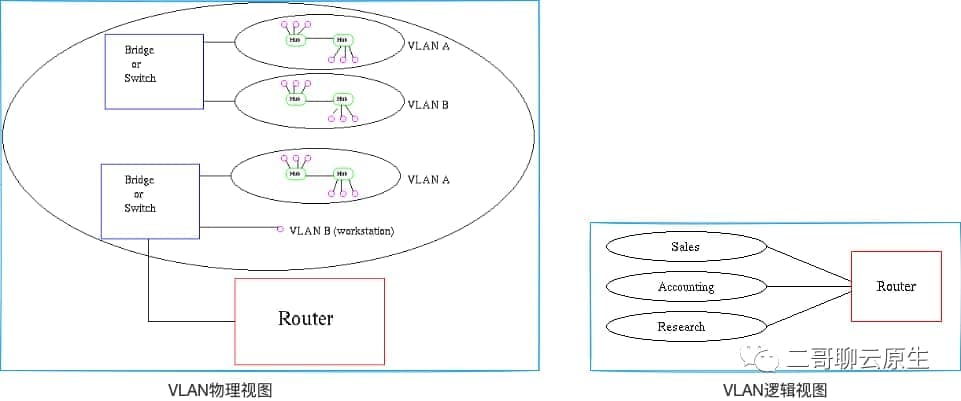 Bridge
or
Switch
Hub
Hub
VLAN A
Hub
Hub
VLAN B
Bridge
or
Switch
Hub
Hub
VLAN A
VLAN B (workstation)
Router
VLAN物理视图
Sales
Accounting
Research
Router
二哥聊云原生
VLAN逻辑视图